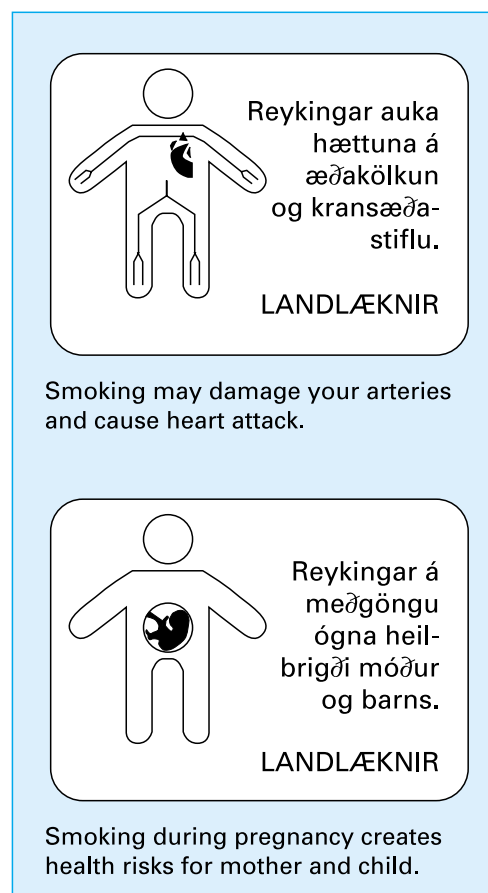 Reykingar auka
hættuna á
æðakölkun
og kransæða-
stiflu.
LANDLÆKNIR
Smoking may damage your arteries
and cause heart attack.
Reykingar á
meðgöngu
ógna heil-
brigði móður
og barns.
LANDLÆKNIR
Smoking during pregnancy creates
health risks for mother and child.